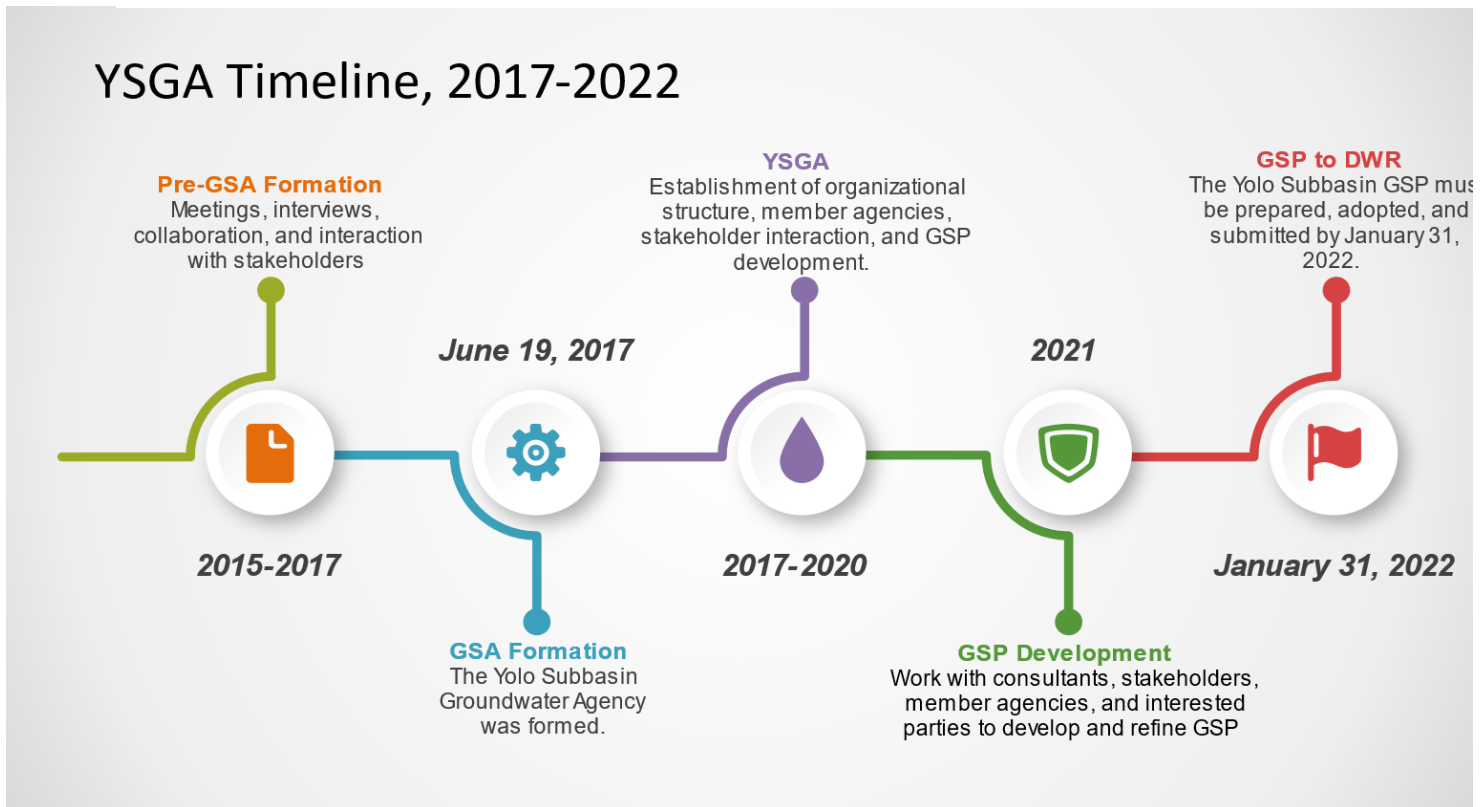 YSGA Timeline, 2017-2022
Pre-GSA Formation
Meetings, interviews,
collaboration, and interaction
with stakeholders
2015-2017
June 19, 2017
GSA Formation
The Yolo Subbasin
Groundwater Agency
was formed.
YSGA
Establishment of organizational
structure, member agencies,
stakeholder interaction, and GSP
development.
2017-2020
2021
GSP Development
Work with consultants, stakeholders,
member agencies, and interested
parties to develop and refine GSP
GSP to DWR
The Yolo Subbasin GSP mus
be prepared, adopted, and
submitted by January 31,
2022.
January 31, 2022